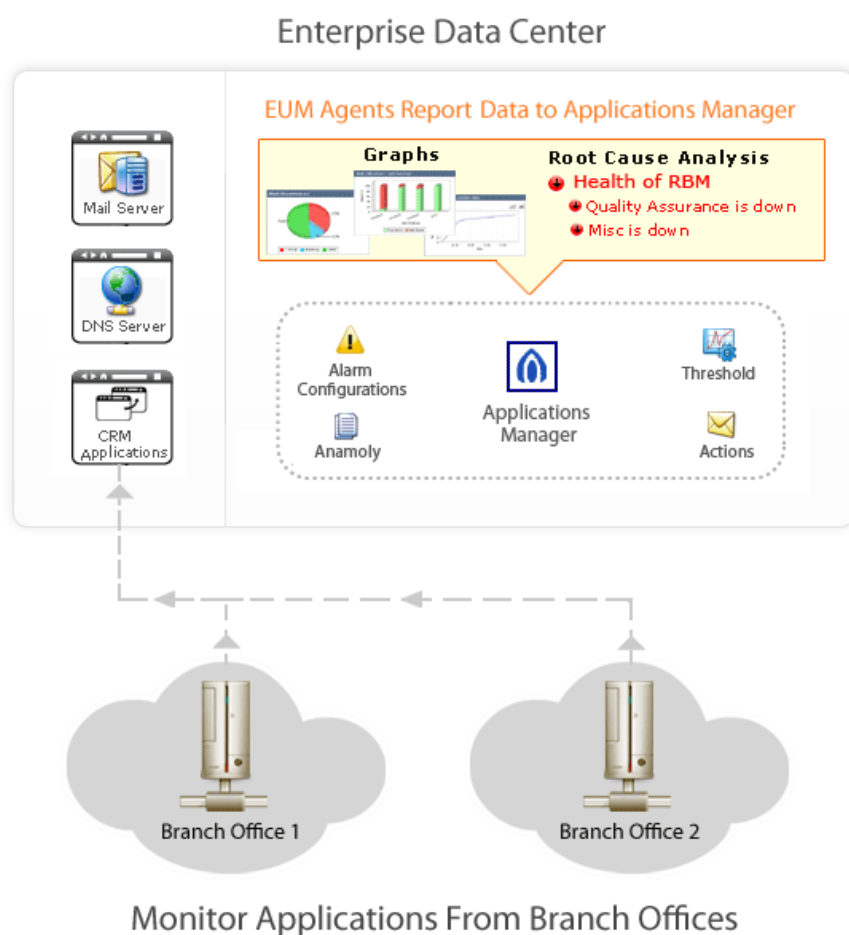 Enterprise Data Center
EUM Agents Report Data to Applications Manager
Mail Server
DNS Server
CRM
Applications
Graphs
Root Cause Analysis
Health of RBM
Quality Assurance is down
Misc is down
Alarm
Configurations
Anamoly
Applications
Manager
Threshold
Actions
Branch Office 1
Branch Office 2
Monitor Applications From Branch Offices